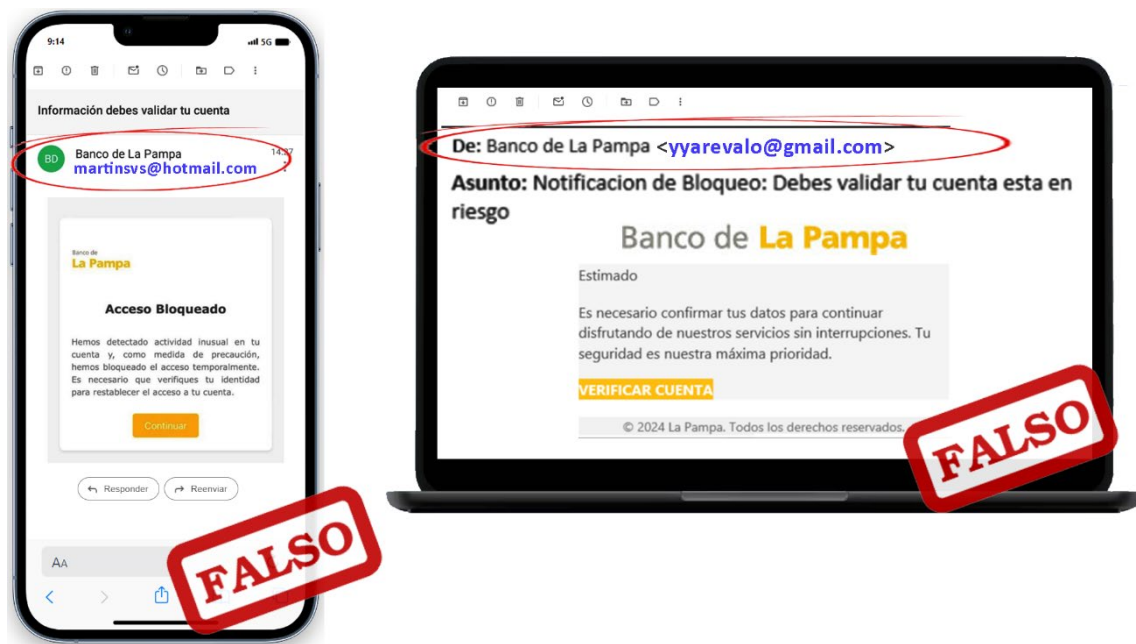 9:14
5G
Información debes validar tu cuenta
BD
Banco de La Pampa
martinsvs@hotmail.com
Banco de
La Pampa
Acceso Bloqueado
Hemos detectado actividad inusual en tu
cuenta y, como medida de precaución,
hemos bloqueado el acceso temporalmente.
Es necesario que verifiques tu identidad
para restablecer el acceso a tu cuenta.
Continuar
Responder
Reenviar
AA
FALSO
De: Banco de La Pampa <yyarevalo@gmail.com>
Asunto: Notificacion de Bloqueo: Debes validar tu cuenta esta en
riesgo
Banco de La Pampa
Estimado
Es necesario confirmar tus datos para continuar
disfrutando de nuestros servicios sin interrupciones. Tu
seguridad es nuestra máxima prioridad.
VERIFICAR CUENTA
© 2024 La Pampa. Todos los derechos reservados.
FALSO